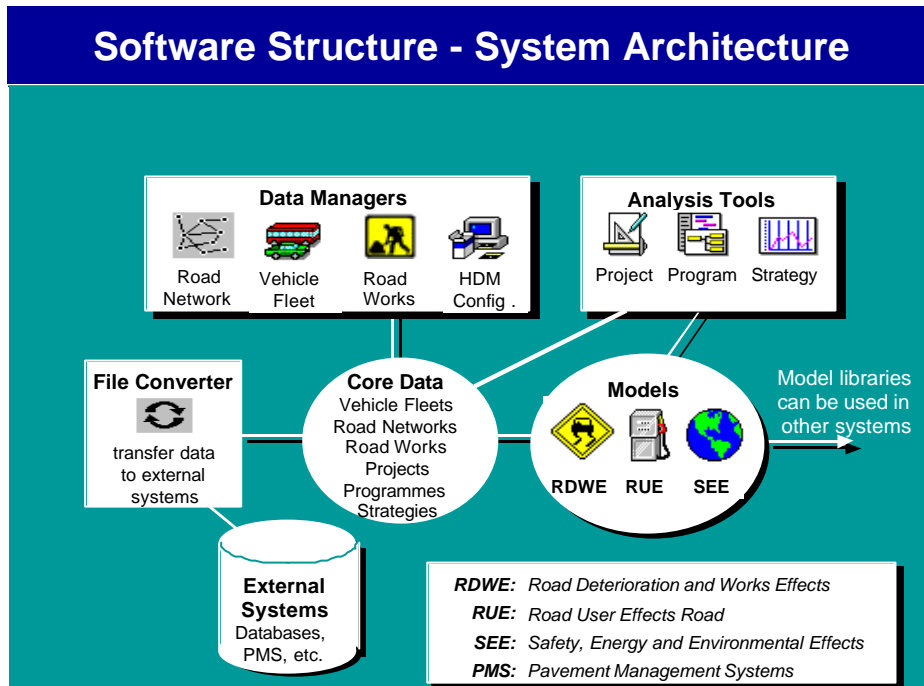 Software Structure - System Architecture
Data Managers
Road
Network
Vehicle
Fleet
Road
Works
HDM
Config .
Analysis Tools
Project
Program
Strategy
File Converter
transfer data
to external
systems
Core Data
Vehicle Fleets
Road Networks
Road Works
Projects
Programmes
Strategies
Models
RDWE
RUE
SEE
Model libraries
can be used in
other systems
External
Systems
Databases,
PMS, etc.
RDWE: Road Deterioration and Works Effects
RUE: Road User Effects Road
SEE: Safety, Energy and Environmental Effects
PMS: Pavement Management Systems